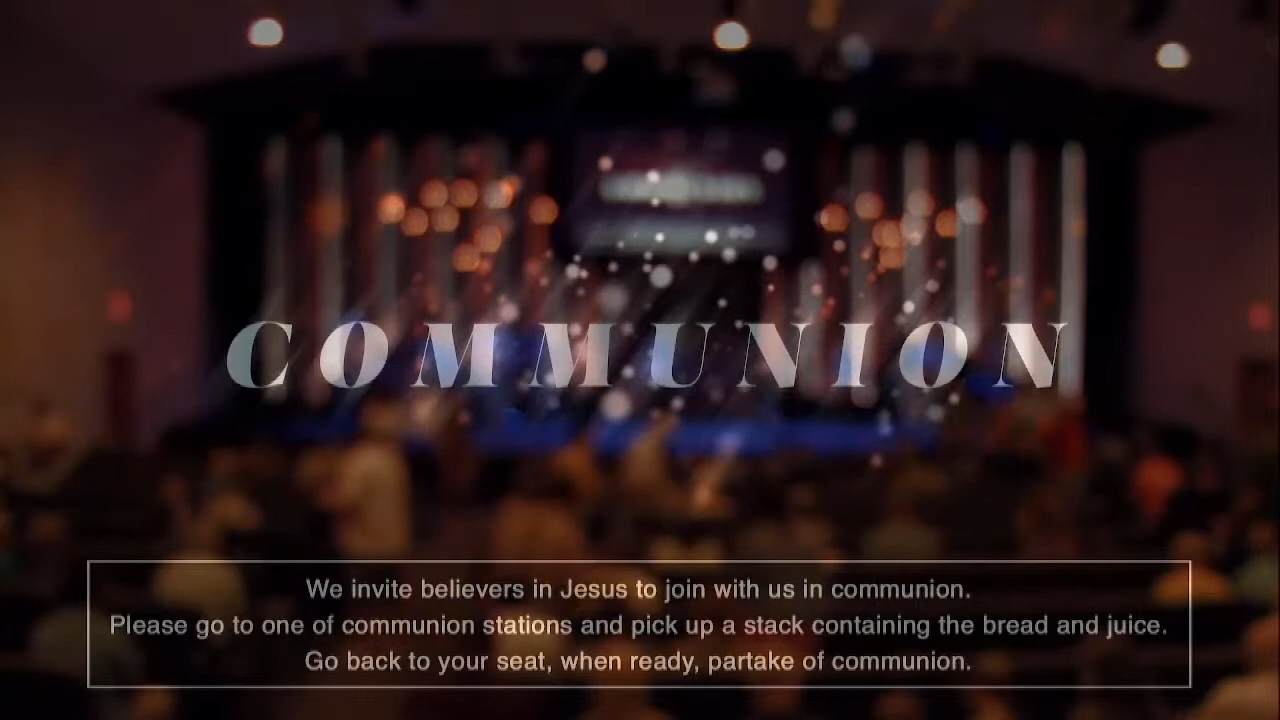 COMMUNION
We invite believers in Jesus to join with us in communion.
Please go to one of communion stations and pick up a stack containing the bread and juice.
Go back to your seat, when ready, partake of communion.